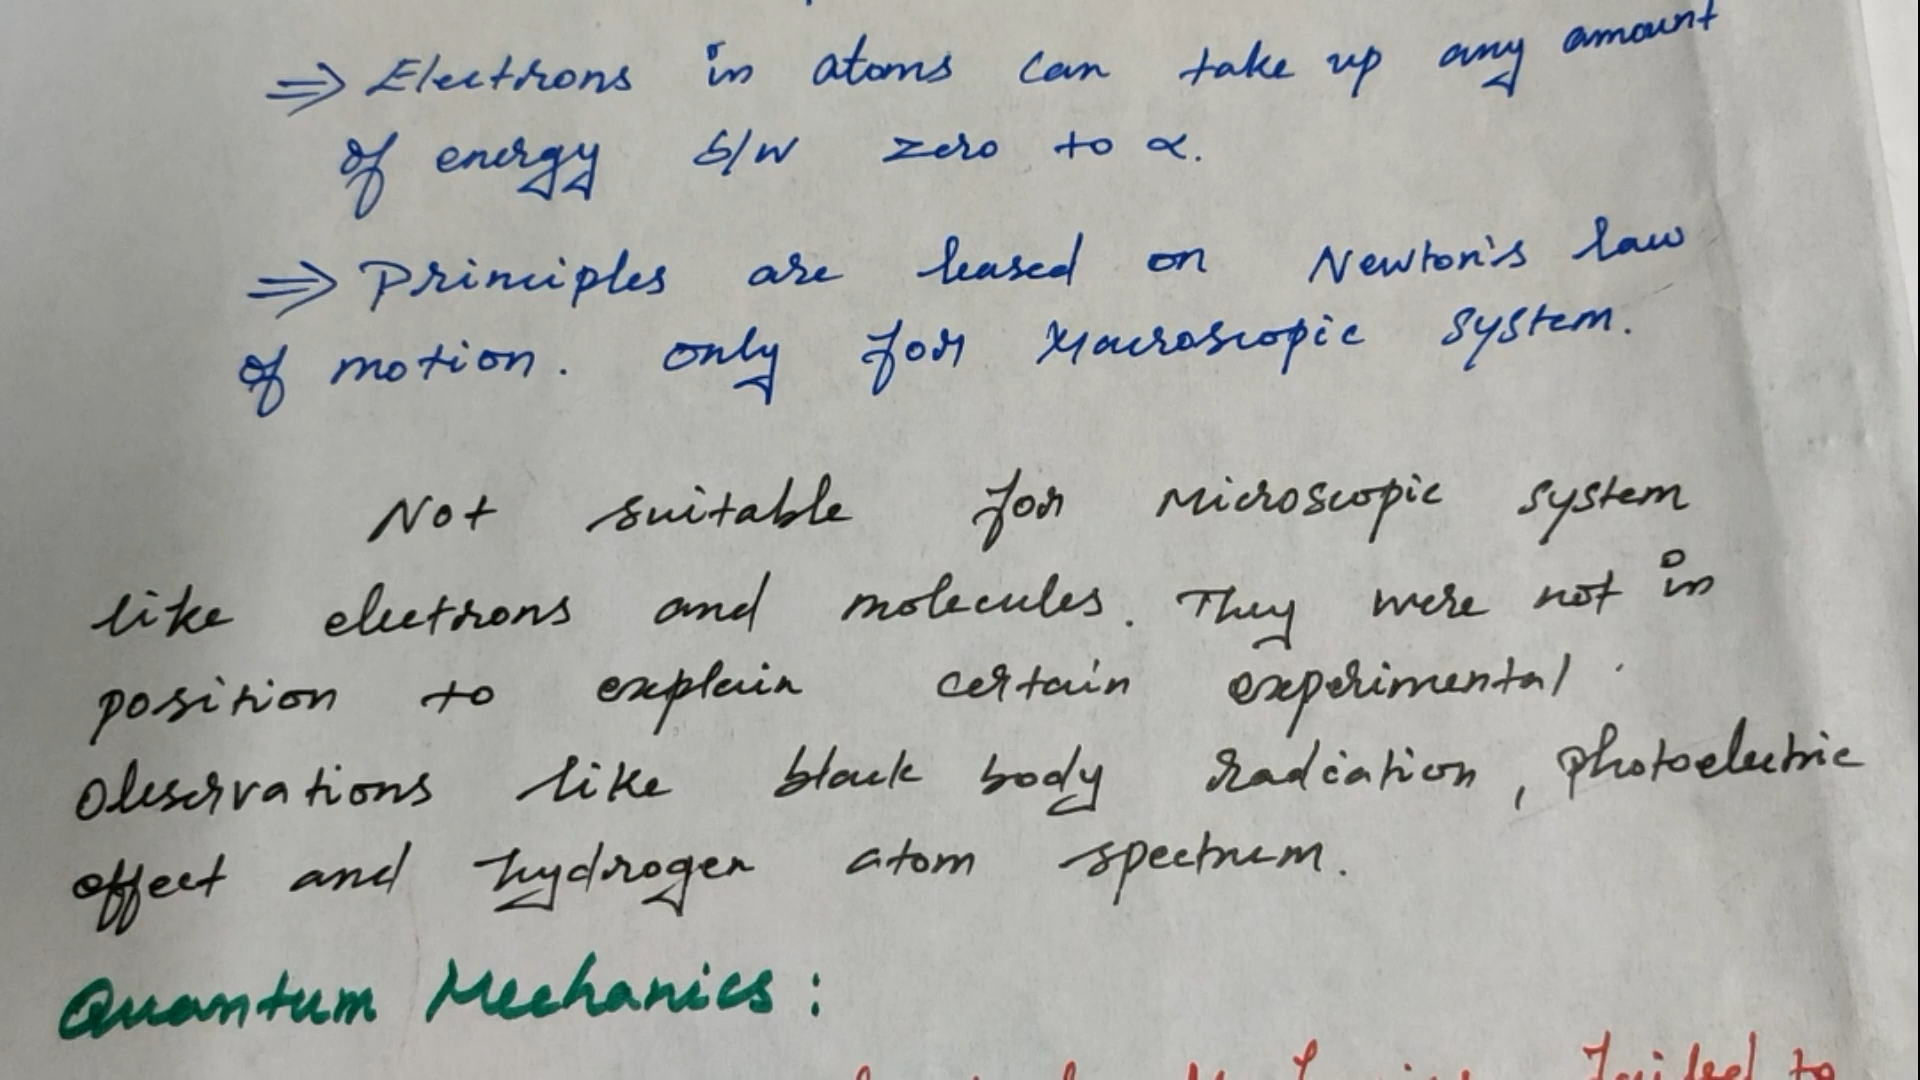 ⇒ Electrons in atoms can take up any amount
of energy b/w zero to α.
⇒ Principles are based on Newton's law
of motion. only for Macroscopic system.
Not suitable for Microscopic system
like electrons and molecules. They were not in
position to explain certain experimental
Observations like black body radiation, photoelectric
effect and hydrogen atom spectrum.
Quantum Mechanics:
failed to